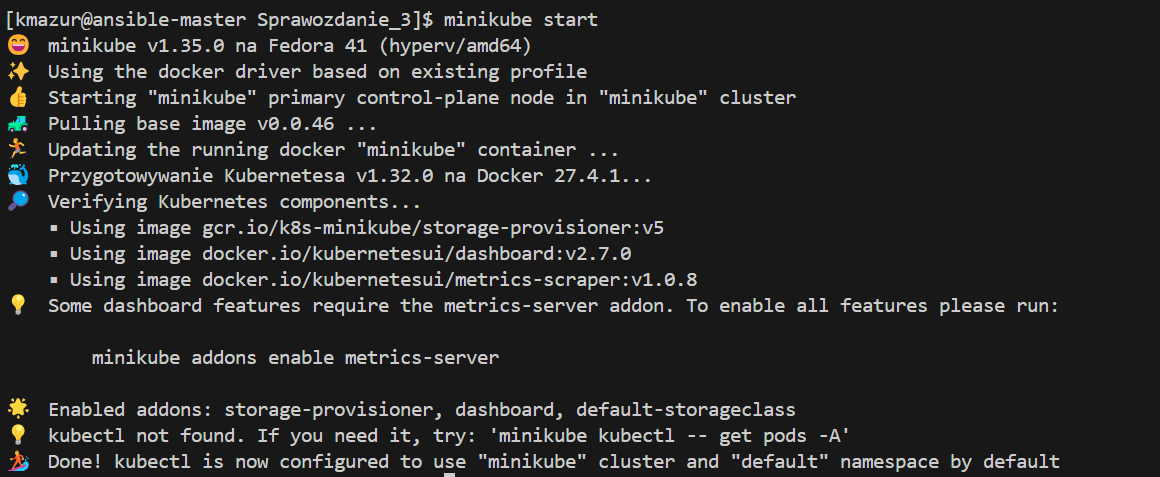 [kmazur@ansible-master Sprawozdanie_3]$ minikube start
😄 minikube v1.35.0 na Fedora 41 (hyperv/amd64)
✨ Using the docker driver based on existing profile
👍 Starting "minikube" primary control-plane node in "minikube" cluster
🚜 Pulling base image v0.0.46 ...
🏃 Updating the running docker "minikube" container ...
🐳 Przygotowywanie Kubernetesa v1.32.0 na Docker 27.4.1...
🔎 Verifying Kubernetes components...
▪ Using image gcr.io/k8s-minikube/storage-provisioner:v5
▪ Using image docker.io/kubernetesui/dashboard:v2.7.0
▪ Using image docker.io/kubernetesui/metrics-scraper:v1.0.8
💡 Some dashboard features require the metrics-server addon. To enable all features please run:
minikube addons enable metrics-server
🌟 Enabled addons: storage-provisioner, dashboard, default-storageclass
💡 kubectl not found. If you need it, try: 'minikube kubectl -- get pods -A'
🏄 Done! kubectl is now configured to use "minikube" cluster and "default" namespace by default